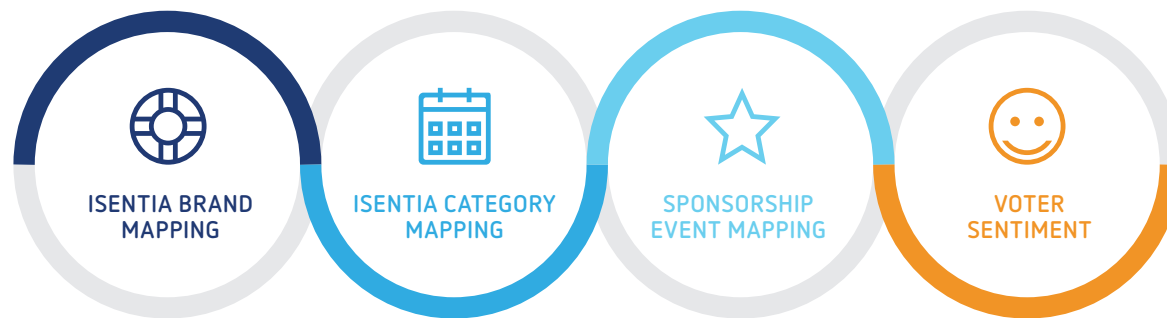 ISENTIA BRAND
MAPPING
ISENTIA CATEGORY
MAPPING
SPONSORSHIP
EVENT MAPPING
VOTER
SENTIMENT